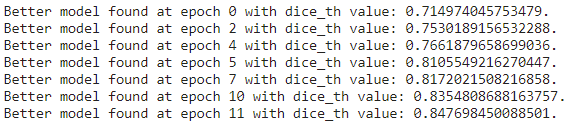 Better model found at epoch 0 with dice_th value: 0.714974045753479.
Better model found at epoch 2 with dice_th value: 0.7530189156532288.
Better model found at epoch 4 with dice_th value: 0.7661879658699036.
Better model found at epoch 5 with dice_th value: 0.8105549216270447.
Better model found at epoch 7 with dice_th value: 0.8172021508216858.
Better model found at epoch 10 with dice_th value: 0.8354808688163757.
Better model found at epoch 11 with dice_th value: 0.847698450088501.